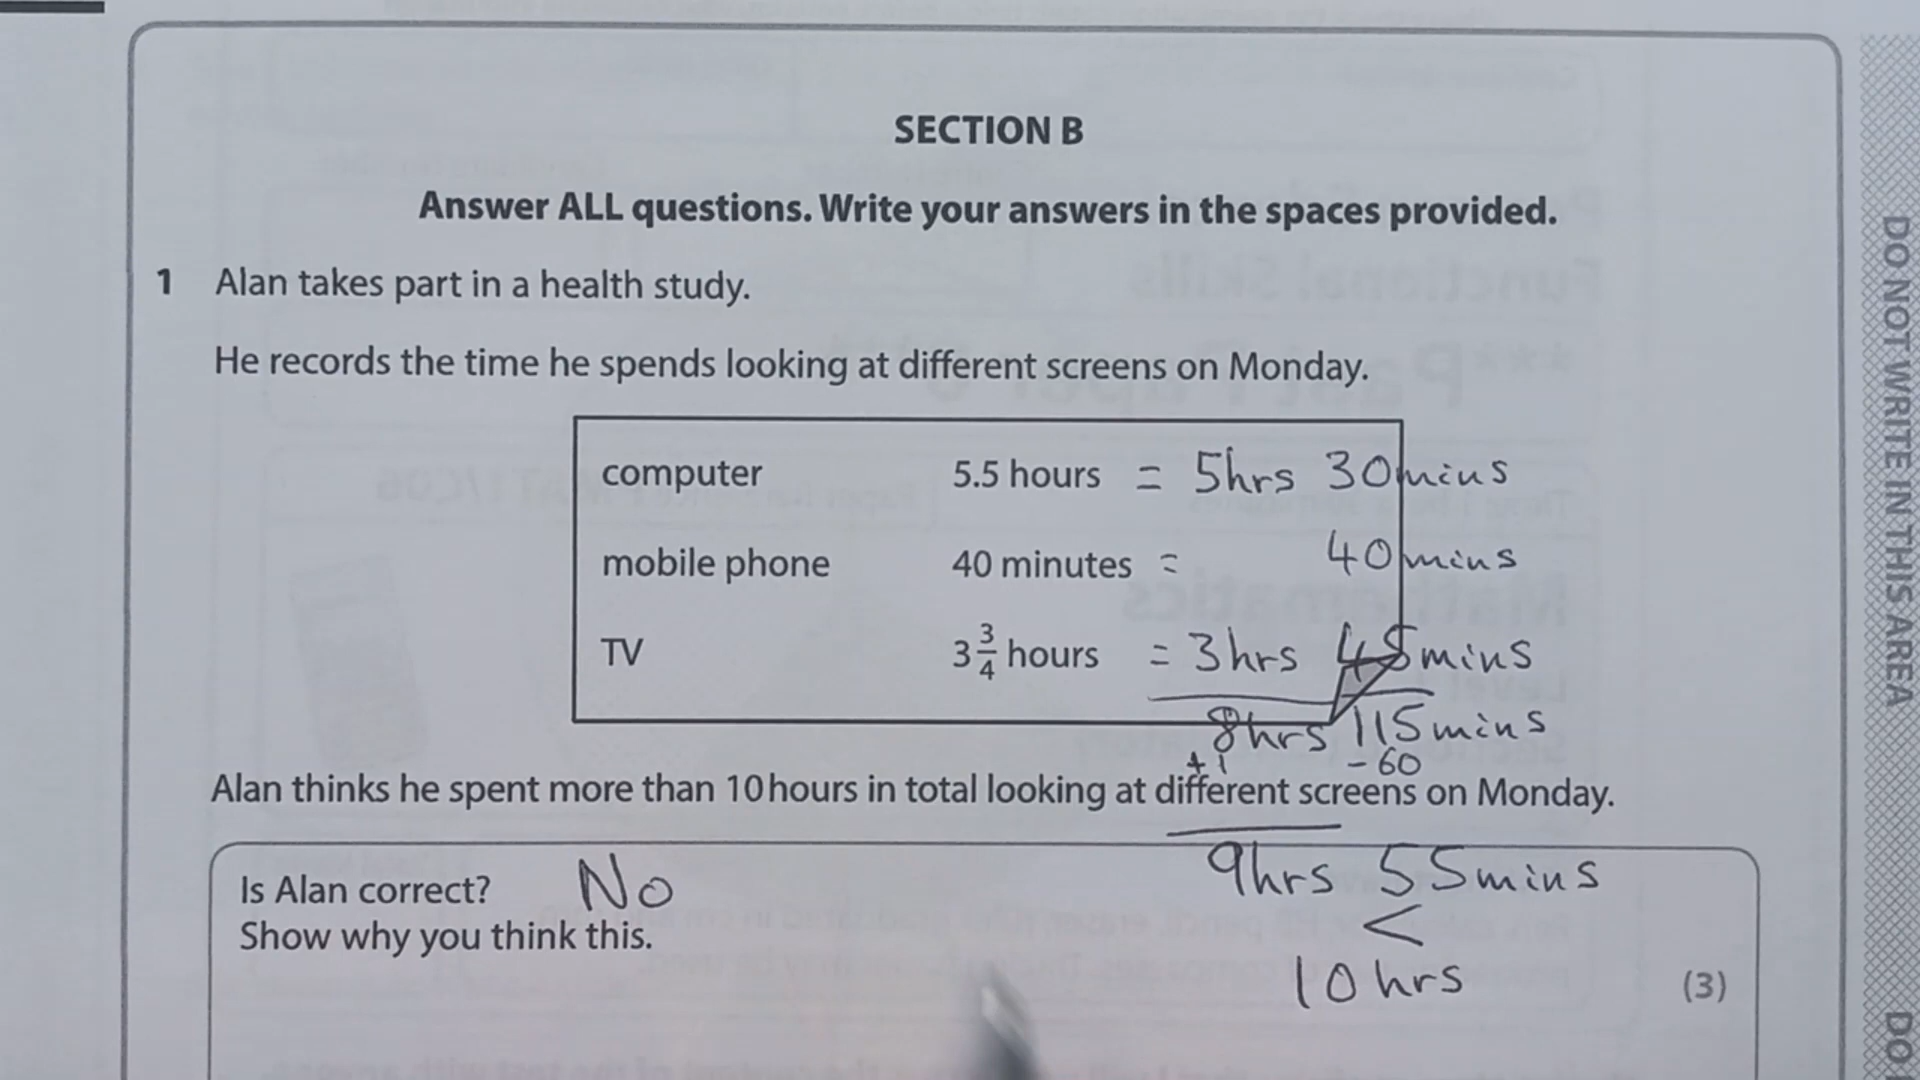 SECTION B
Answer ALL questions. Write your answers in the spaces provided.
1 Alan takes part in a health study.
He records the time he spends looking at different screens on Monday.
computer 5.5 hours = 5hrs 30mins
mobile phone 40 minutes = 40mins
TV 3 3/4 hours = 3hrs 45mins
8hrs 115mins
+1 -60
Alan thinks he spent more than 10 hours in total looking at different screens on Monday.
9hrs 55mins
Is Alan correct? No
<
Show why you think this.
10hrs
(3)
DO NOT WRITE IN THIS AREA
DO